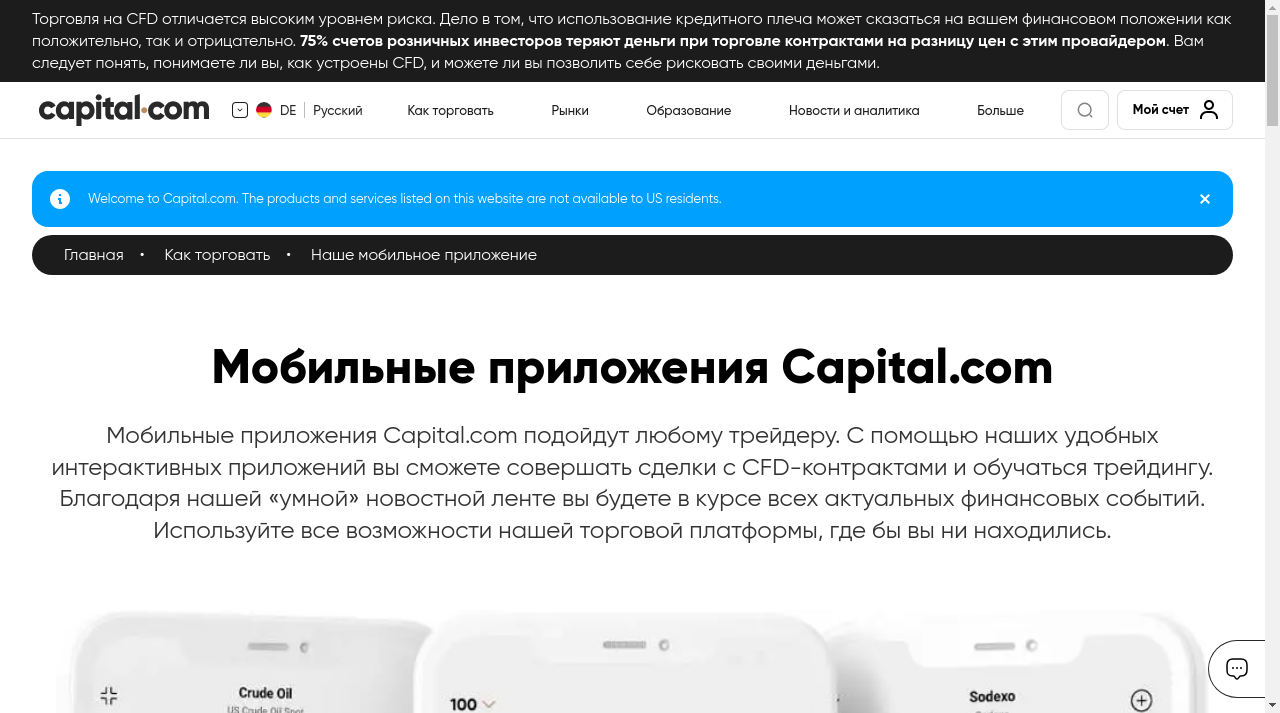 Торговля на CFD отличается высоким уровнем риска. Дело в том, что использование кредитного плеча может сказаться на вашем финансовом положении как
положительно, так и отрицательно. 75% счетов розничных инвесторов теряют деньги при торговле контрактами на разницу цен с этим провайдером. Вам
следует понять, понимаете ли вы, как устроены CFD, и можете ли вы позволить себе рисковать своими деньгами.
capital.com DE Русский Как торговать Рынки Образование Новости и аналитика Больше Мой счет
Welcome to Capital.com. The products and services listed on this website are not available to US residents.
Главная • Как торговать • Наше мобильное приложение
Мобильные приложения Capital.com
Мобильные приложения Capital.com подойдут любому трейдеру. С помощью наших удобных
интерактивных приложений вы сможете совершать сделки с CFD-контрактами и обучаться трейдингу.
Благодаря нашей «умной» новостной ленте вы будете в курсе всех актуальных финансовых событий.
Используйте все возможности нашей торговой платформы, где бы вы ни находились.
Crude Oil
US Crude Oil Spot
100
Sodexo